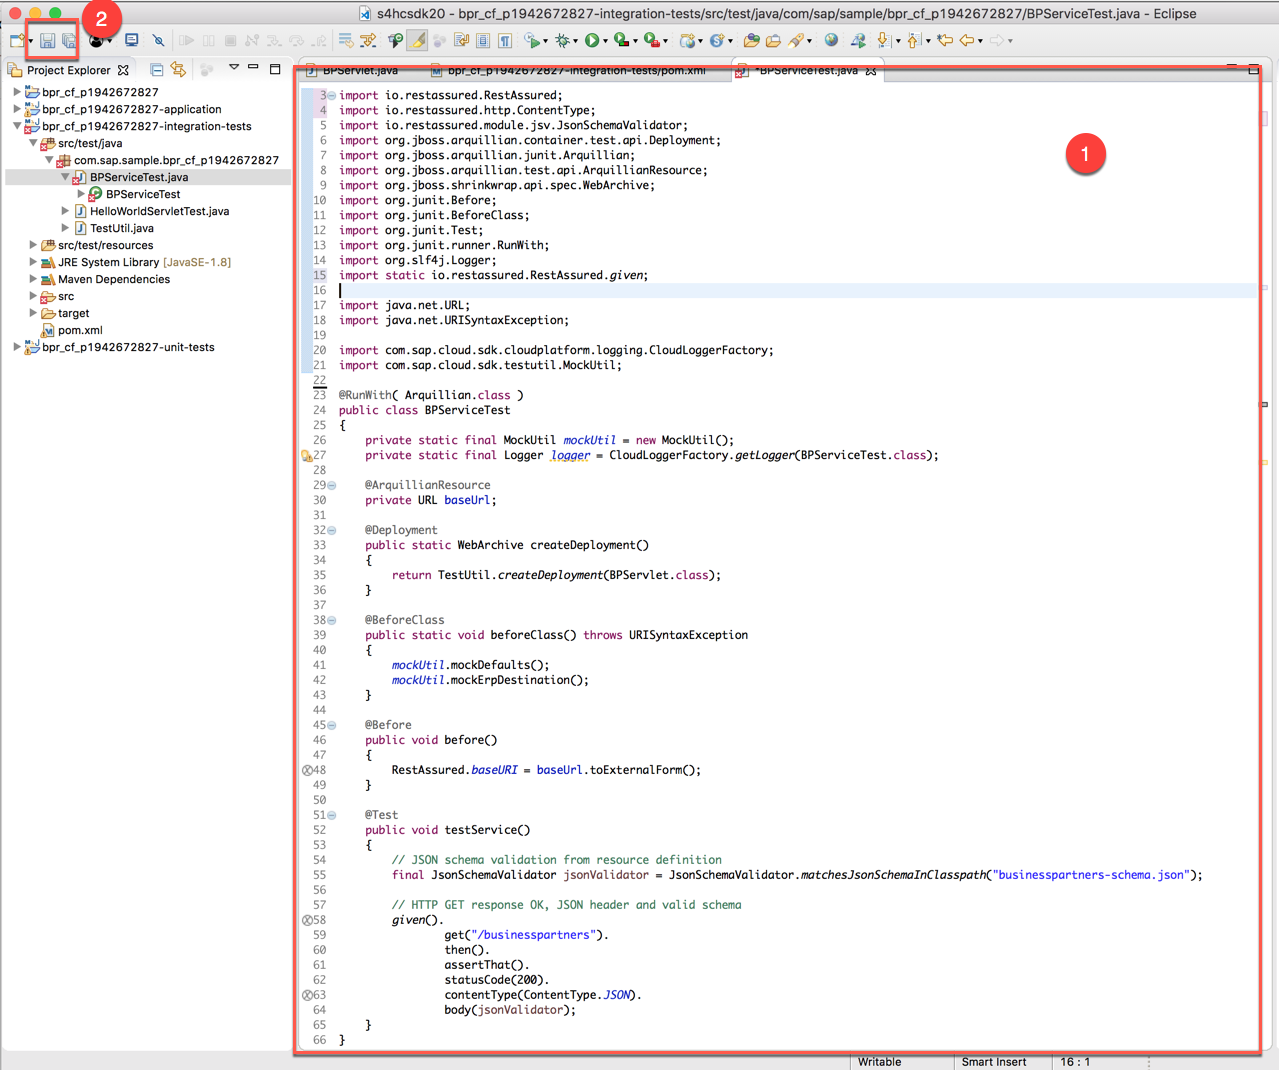 s4hcsdk20 - bpr_cf_p1942672827-integration-tests/src/test/java/com/sap/sample/bpr_cf_p1942672827/BPServiceTest.java - Eclipse
2
Project Explorer
bpr_cf_p1942672827
bpr_cf_p1942672827-application
bpr_cf_p1942672827-integration-tests
src/test/java
com.sap.sample.bpr_cf_p1942672827
BPServiceTest.java
BPServiceTest
HelloWorldServletTest.java
TestUtil.java
src/test/resources
JRE System Library [JavaSE-1.8]
Maven Dependencies
src
target
pom.xml
bpr_cf_p1942672827-unit-tests
BPServlet.java
bpr_cf_p1942672827-integration-tests/pom.xml
*BPServiceTest.java
1
3 import io.restassured.RestAssured;
4 import io.restassured.http.ContentType;
5 import io.restassured.module.jsv.JsonSchemaValidator;
6 import org.jboss.arquillian.container.test.api.Deployment;
7 import org.jboss.arquillian.junit.Arquillian;
8 import org.jboss.arquillian.test.api.ArquillianResource;
9 import org.jboss.shrinkwrap.api.spec.WebArchive;
10 import org.junit.Before;
11 import org.junit.BeforeClass;
12 import org.junit.Test;
13 import org.junit.runner.RunWith;
14 import org.slf4j.Logger;
15 import static io.restassured.RestAssured.given;
16
17 import java.net.URL;
18 import java.net.URISyntaxException;
19
20 import com.sap.cloud.sdk.cloudplatform.logging.CloudLoggerFactory;
21 import com.sap.cloud.sdk.testutil.MockUtil;
22
23 @RunWith( Arquillian.class )
24 public class BPServiceTest
25 {
26 private static final MockUtil mockUtil = new MockUtil();
27 private static final Logger logger = CloudLoggerFactory.getLogger(BPServiceTest.class);
28
29 @ArquillianResource
30 private URL baseUrl;
31
32 @Deployment
33 public static WebArchive createDeployment()
34 {
35 return TestUtil.createDeployment(BPServlet.class);
36 }
37
38 @BeforeClass
39 public static void beforeClass() throws URISyntaxException
40 {
41 mockUtil.mockDefaults();
42 mockUtil.mockErpDestination();
43 }
44
45 @Before
46 public void before()
47 {
48 RestAssured.baseURI = baseUrl.toExternalForm();
49 }
50
51 @Test
52 public void testService()
53 {
54 // JSON schema validation from resource definition
55 final JsonSchemaValidator jsonValidator = JsonSchemaValidator.matchesJsonSchemaInClasspath("businesspartners-schema.json");
56
57 // HTTP GET response OK, JSON header and valid schema
58 given().
59 get("/businesspartners").
60 then().
61 assertThat().
62 statusCode(200).
63 contentType(ContentType.JSON).
64 body(jsonValidator);
65 }
66 }
Writable
Smart Insert
16 : 1